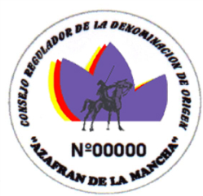 CONSEJO REGULADOR DE LA DENOMINACION DE ORIGEN
Nº00000
"AZAFRAN DE LA MANCHA"